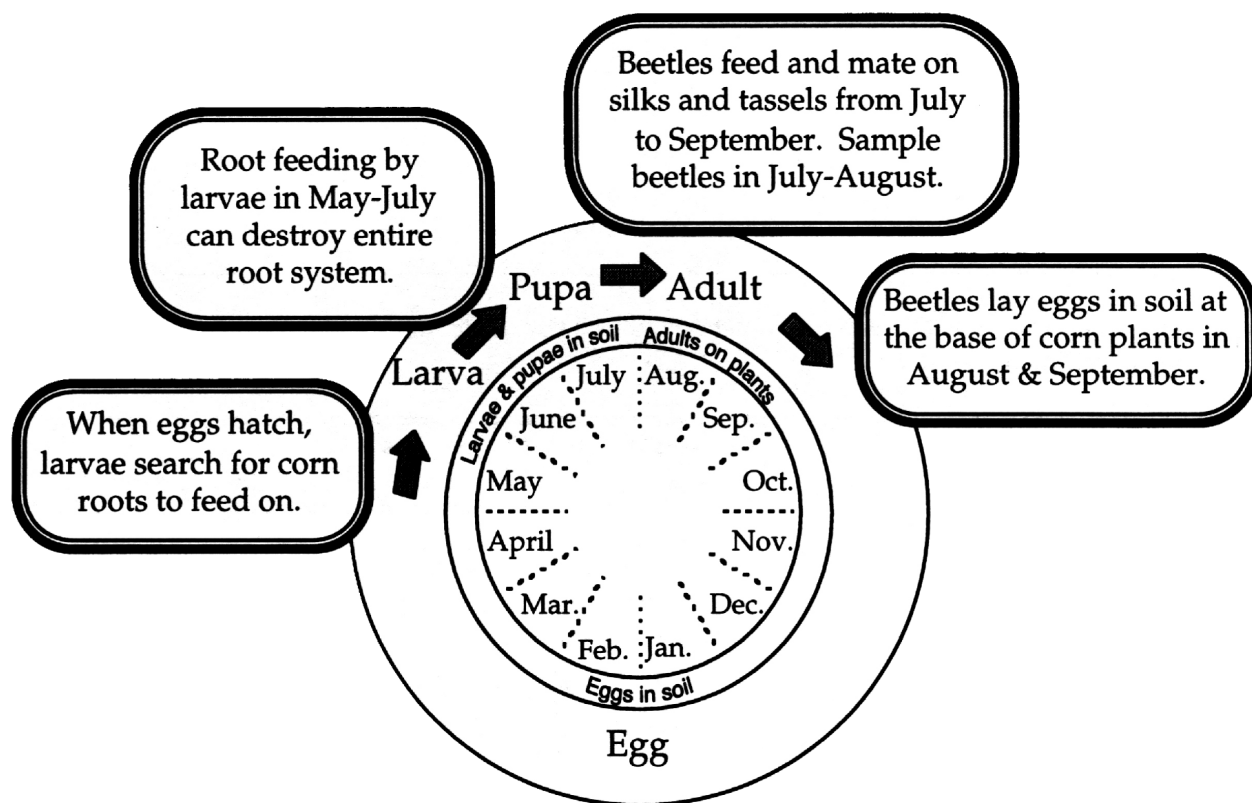 Beetles feed and mate on
silks and tassels from July
to September. Sample
beetles in July-August.
Root feeding by
larvae in May-July
can destroy entire
root system.
Beetles lay eggs in soil at
the base of corn plants in
August & September.
When eggs hatch,
larvae search for corn
roots to feed on.
Pupa
Adult
Larva
Egg
Larvae & pupae in soil
Adults on plants
Eggs in soil
July
Aug.
June
Sep.
May
Oct.
April
Nov.
Mar.
Dec.
Feb.
Jan.